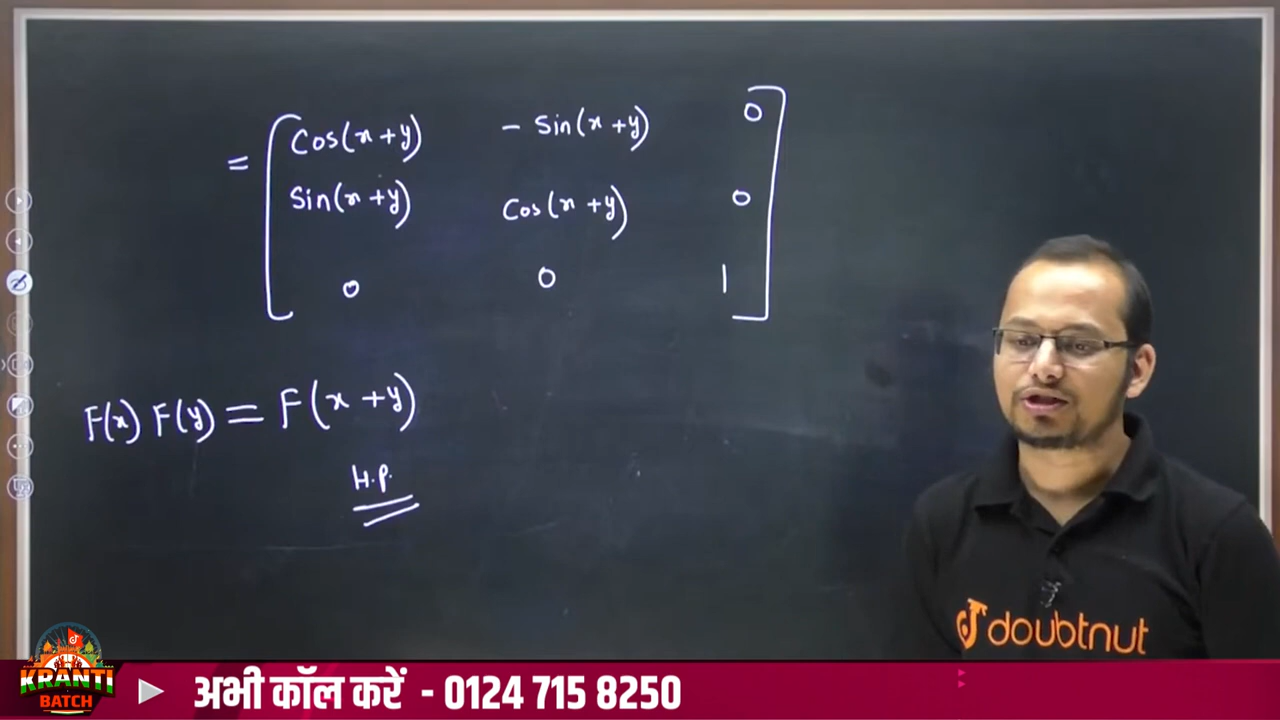 = [ Cos(x+y) - Sin(x+y) 0
Sin(x+y) Cos(x+y) 0
0 0 1 ]
F(x) F(y) = F(x+y)
H.P.
doubtnut
KRANTI
BATCH
अभी कॉल करें - 0124 715 8250